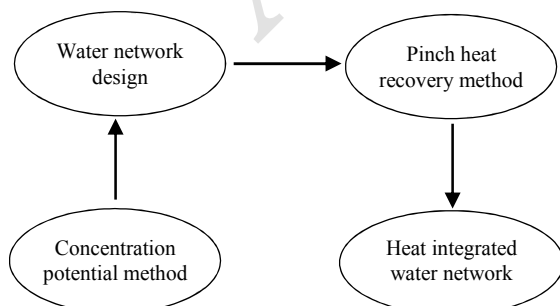 Water network
design
Pinch heat
recovery method
Concentration
potential method
Heat integrated
water network